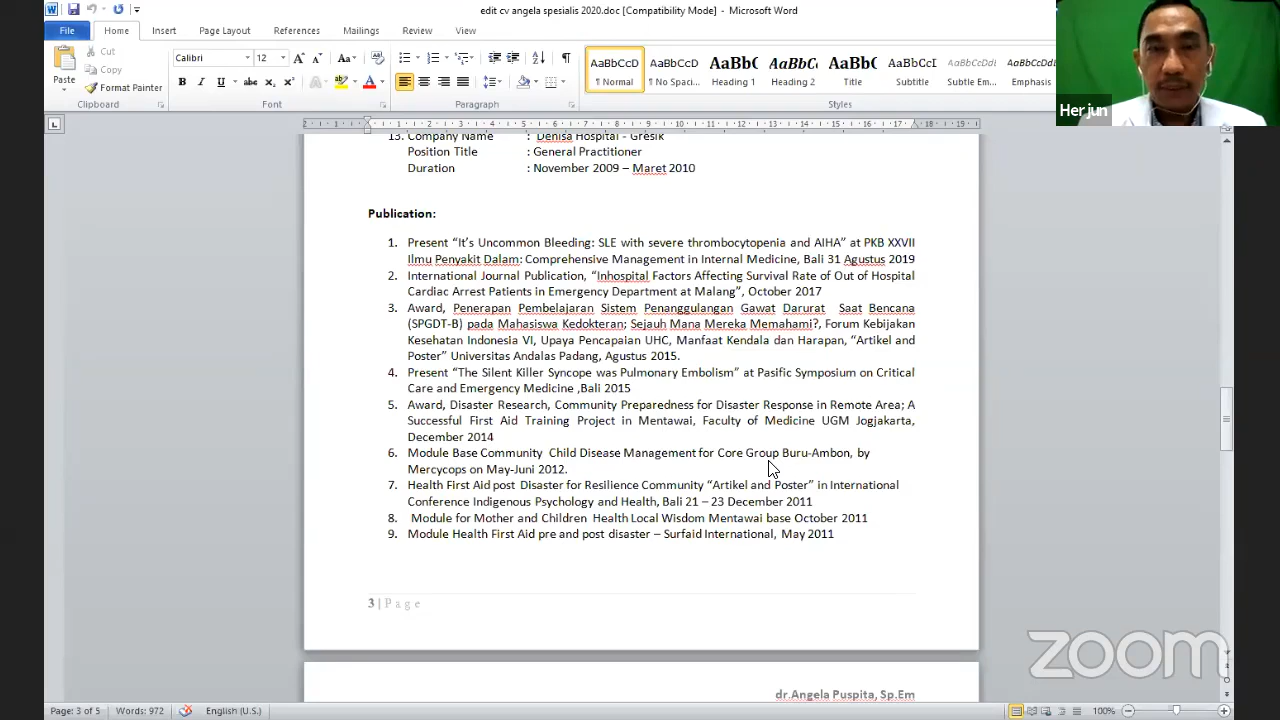 edit cv angela spesialis 2020.doc [Compatibility Mode] - Microsoft Word
File Home Insert Page Layout References Mailings Review View
Cut
Copy
Format Painter
Paste
Calibri 12
Clipboard Font Paragraph Styles
AaBbCcD AaBbCcD AaBbC AaBbCc AaBbC AaBbCcI AaBbCcDd AaBbCcD
¶ Normal ¶ No Spaci... Heading 1 Heading 2 Title Subtitle Subtle Em... Emphasis
Her jun
13. Company Name : Denisa Hospital - Gresik
Position Title : General Practitioner
Duration : November 2009 – Maret 2010
Publication:
1. Present “It’s Uncommon Bleeding: SLE with severe thrombocytopenia and AIHA” at PKB XXVII
Ilmu Penyakit Dalam: Comprehensive Management in Internal Medicine, Bali 31 Agustus 2019
2. International Journal Publication, “Inhospital Factors Affecting Survival Rate of Out of Hospital
Cardiac Arrest Patients in Emergency Department at Malang”, October 2017
3. Award, Penerapan Pembelajaran Sistem Penanggulangan Gawat Darurat Saat Bencana
(SPGDT-B) pada Mahasiswa Kedokteran; Sejauh Mana Mereka Memahami?, Forum Kebijakan
Kesehatan Indonesia VI, Upaya Pencapaian UHC, Manfaat Kendala dan Harapan, “Artikel and
Poster” Universitas Andalas Padang, Agustus 2015.
4. Present “The Silent Killer Syncope was Pulmonary Embolism” at Pasific Symposium on Critical
Care and Emergency Medicine ,Bali 2015
5. Award, Disaster Research, Community Preparedness for Disaster Response in Remote Area; A
Successful First Aid Training Project in Mentawai, Faculty of Medicine UGM Jogjakarta,
December 2014
6. Module Base Community Child Disease Management for Core Group Buru-Ambon, by
Mercycops on May-Juni 2012.
7. Health First Aid post Disaster for Resilience Community “Artikel and Poster” in International
Conference Indigenous Psychology and Health, Bali 21 – 23 December 2011
8. Module for Mother and Children Health Local Wisdom Mentawai base October 2011
9. Module Health First Aid pre and post disaster – Surfaid International, May 2011
3 | P a g e
zoom
dr.Angela Puspita, Sp.Em
Page: 3 of 5 Words: 972 English (U.S.) 100%